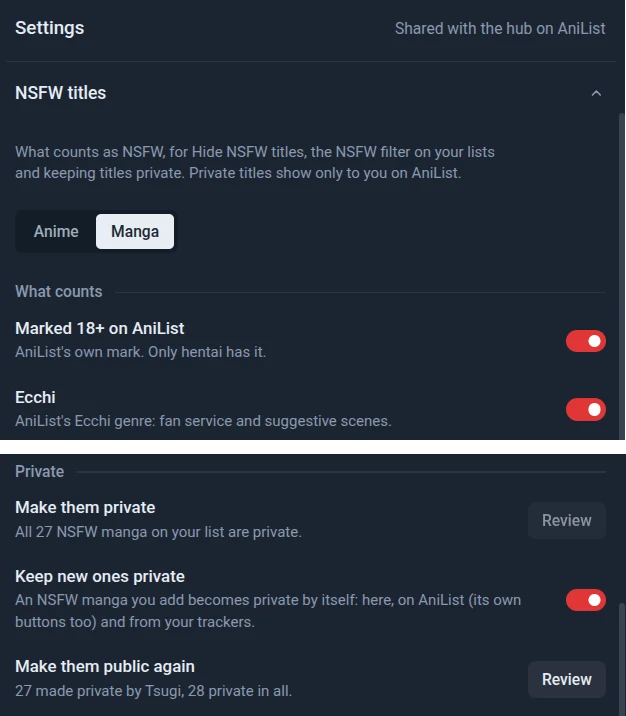 Settings
Shared with the hub on AniList
NSFW titles
What counts as NSFW, for Hide NSFW titles, the NSFW filter on your lists
and keeping titles private. Private titles show only to you on AniList.
Anime
Manga
What counts
Marked 18+ on AniList
AniList's own mark. Only hentai has it.
Ecchi
AniList's Ecchi genre: fan service and suggestive scenes.
Private
Make them private
All 27 NSFW manga on your list are private.
Review
Keep new ones private
An NSFW manga you add becomes private by itself: here, on AniList (its own
buttons too) and from your trackers.
Make them public again
27 made private by Tsugi, 28 private in all.
Review